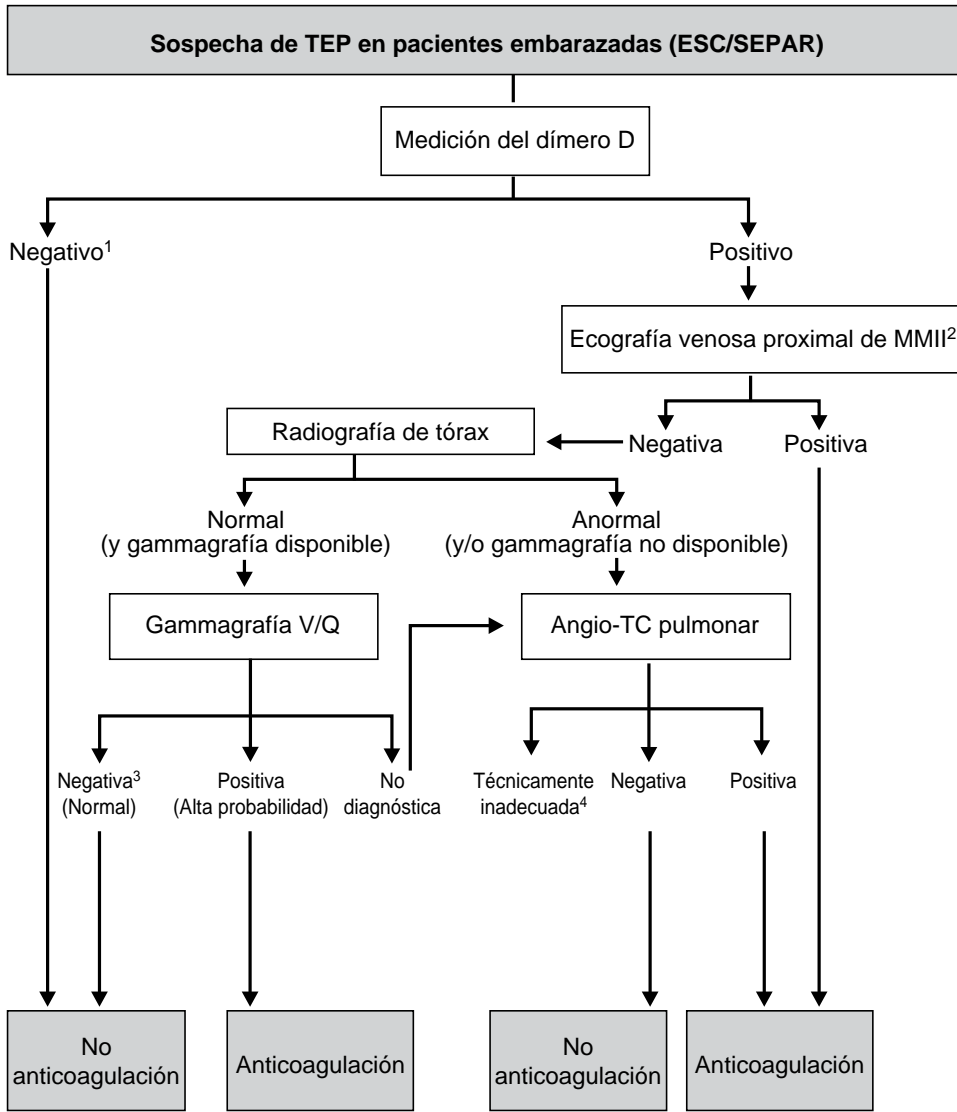 Sospecha de TEP en pacientes embarazadas (ESC/SEPAR)
Medición del dímero D
Negativo1
Positivo
Ecografía venosa proximal de MMII2
Radiografía de tórax
Negativa
Positiva
Normal
(y gammagrafía disponible)
Anormal
(y/o gammagrafía no disponible)
Gammagrafía V/Q
Angio-TC pulmonar
Negativa3
(Normal)
Positiva
(Alta probabilidad)
No
diagnóstica
Técnicamente
inadecuada4
Negativa
Positiva
No
anticoagulación
Anticoagulación
No
anticoagulación
Anticoagulación